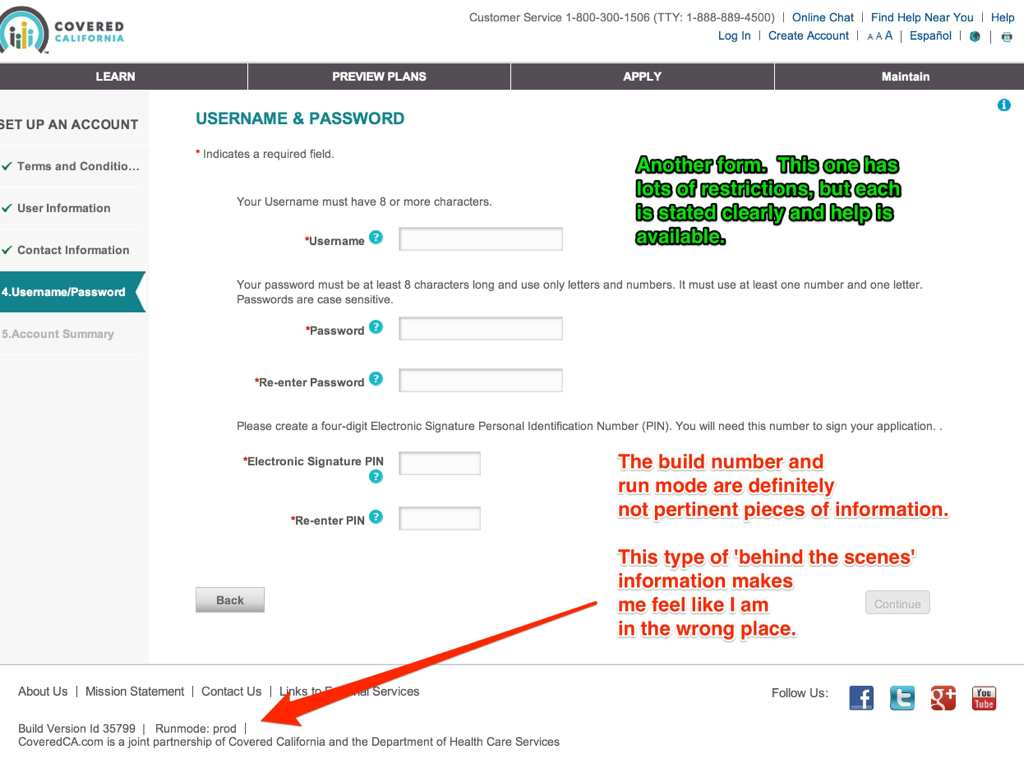 COVERED
CALIFORNIA
Customer Service 1-800-300-1506 (TTY: 1-888-889-4500) | Online Chat | Find Help Near You | Help
Log In | Create Account | A A A | Español | |
LEARN PREVIEW PLANS APPLY Maintain
SET UP AN ACCOUNT
Terms and Conditio...
User Information
Contact Information
4.Username/Password
5.Account Summary
USERNAME & PASSWORD
* Indicates a required field.
Another form. This one has
lots of restrictions, but each
is stated clearly and help is
available.
Your Username must have 8 or more characters.
*Username ?
Your password must be at least 8 characters long and use only letters and numbers. It must use at least one number and one letter.
Passwords are case sensitive.
*Password ?
*Re-enter Password ?
Please create a four-digit Electronic Signature Personal Identification Number (PIN). You will need this number to sign your application. .
*Electronic Signature PIN
?
*Re-enter PIN ?
The build number and
run mode are definitely
not pertinent pieces of information.
This type of 'behind the scenes'
information makes
me feel like I am
in the wrong place.
Back
Continue
About Us | Mission Statement | Contact Us | Links to External Services
Follow Us:
You
Tube
Build Version Id 35799 | Runmode: prod |
CoveredCA.com is a joint partnership of Covered California and the Department of Health Care Services